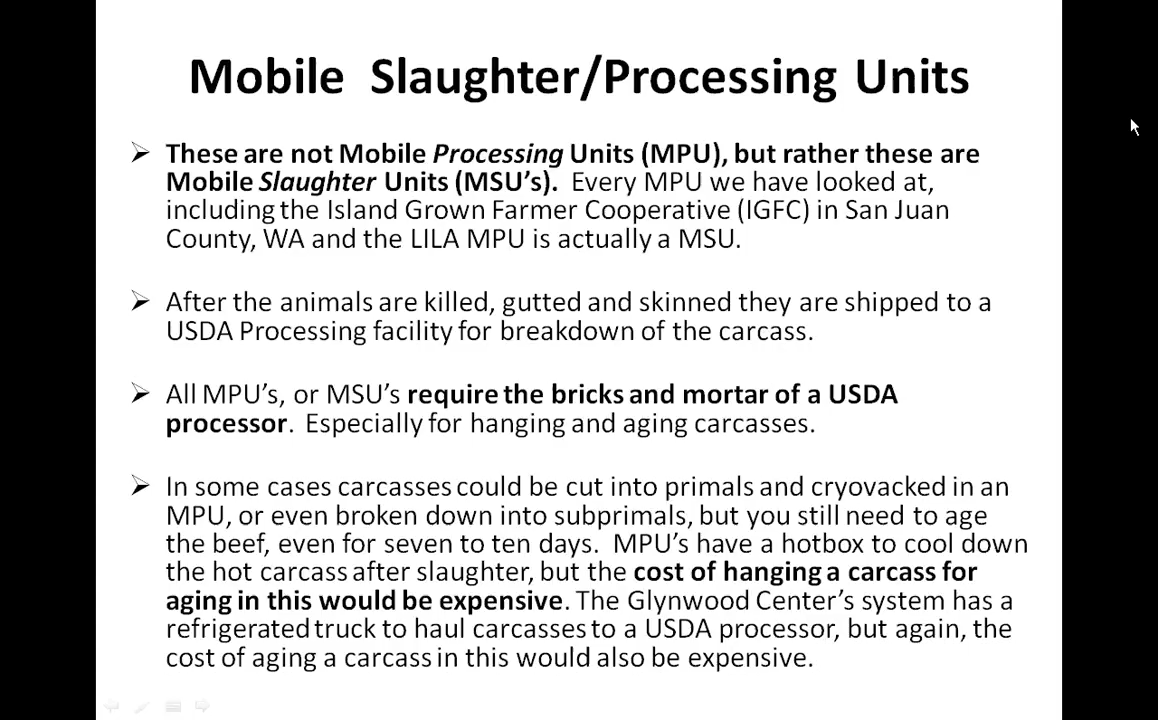 Mobile Slaughter/Processing Units
These are not Mobile Processing Units (MPU), but rather these are
Mobile Slaughter Units (MSU's). Every MPU we have looked at,
including the Island Grown Farmer Cooperative (IGFC) in San Juan
County, WA and the LILA MPU is actually a MSU.
After the animals are killed, gutted and skinned they are shipped to a
USDA Processing facility for breakdown of the carcass.
All MPU's, or MSU's require the bricks and mortar of a USDA
processor. Especially for hanging and aging carcasses.
In some cases carcasses could be cut into primals and cryovacked in an
MPU, or even broken down into subprimals, but you still need to age
the beef, even for seven to ten days. MPU's have a hotbox to cool down
the hot carcass after slaughter, but the cost of hanging a carcass for
aging in this would be expensive. The Glynwood Center's system has a
refrigerated truck to haul carcasses to a USDA processor, but again, the
cost of aging a carcass in this would also be expensive.